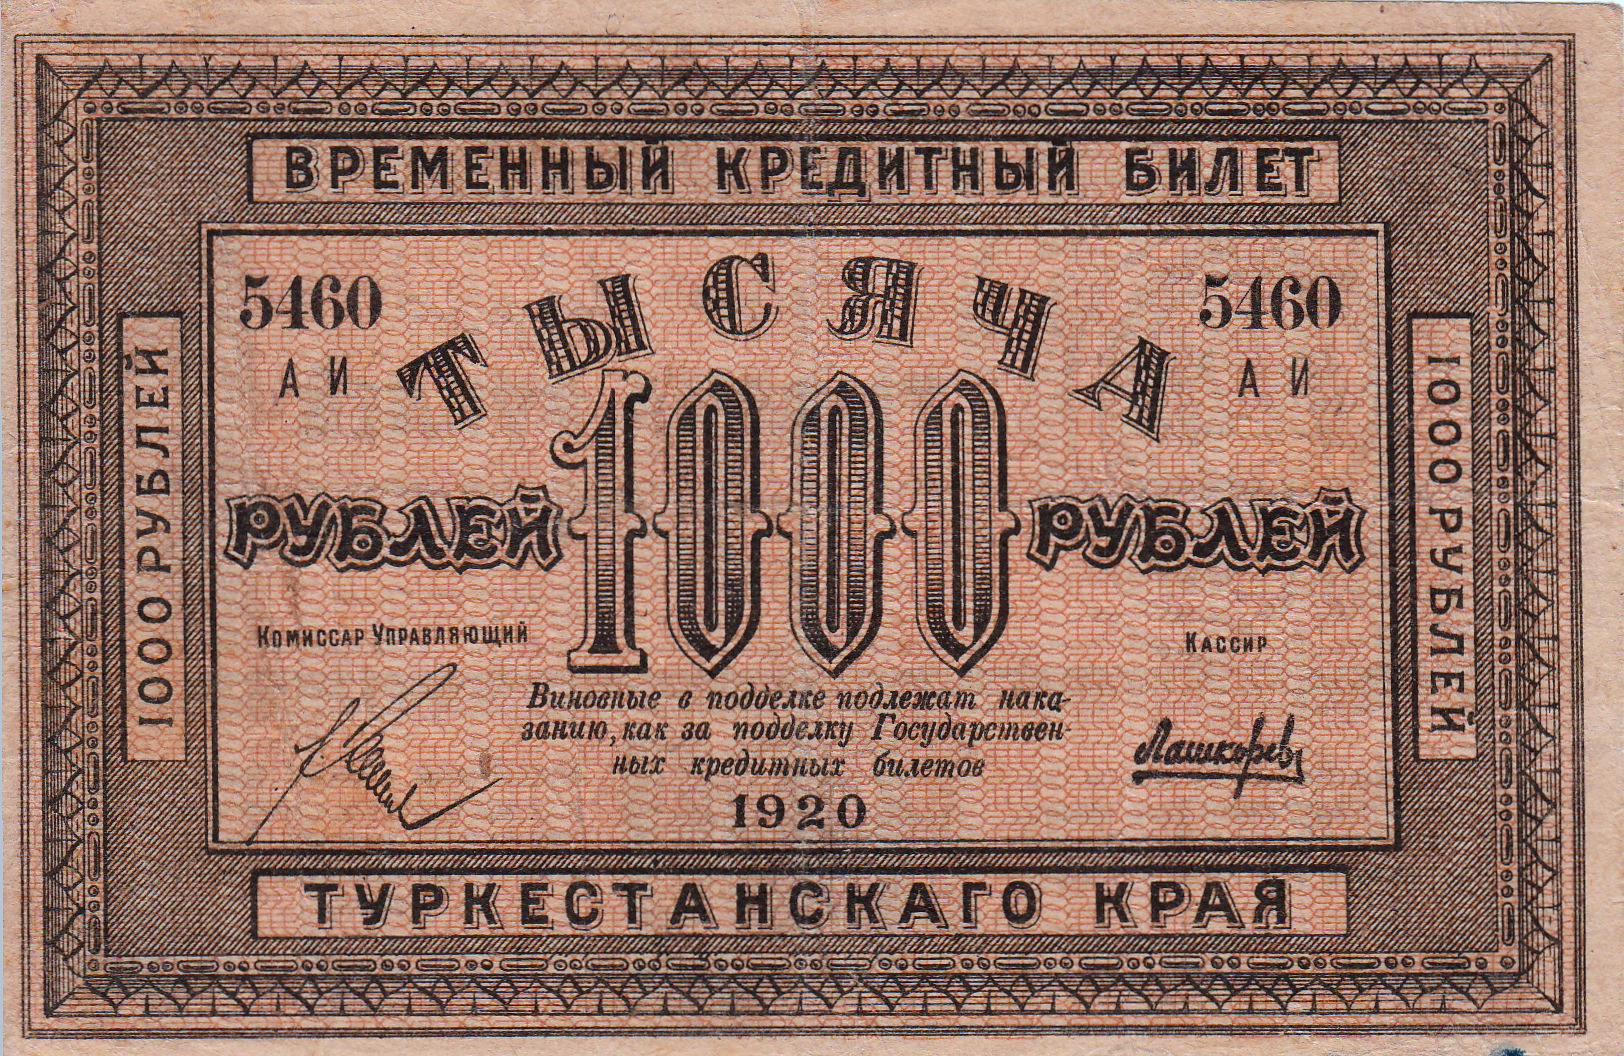 ВРЕМЕННЫЙ КРЕДИТНЫЙ БИЛЕТ
5460
5460
АИ
АИ
ТЫСЯЧА
РУБЛЕЙ 1000 РУБЛЕЙ
1000 РУБЛЕЙ
1000 РУБЛЕЙ
КОМИССАР УПРАВЛЯЮЩИЙ
КАССИР
Виновные в подделке подлежат нака-
занию, как за подделку Государствен-
ных кредитных билетов
Лашкорев
1920
ТУРКЕСТАНСКАГО КРАЯ